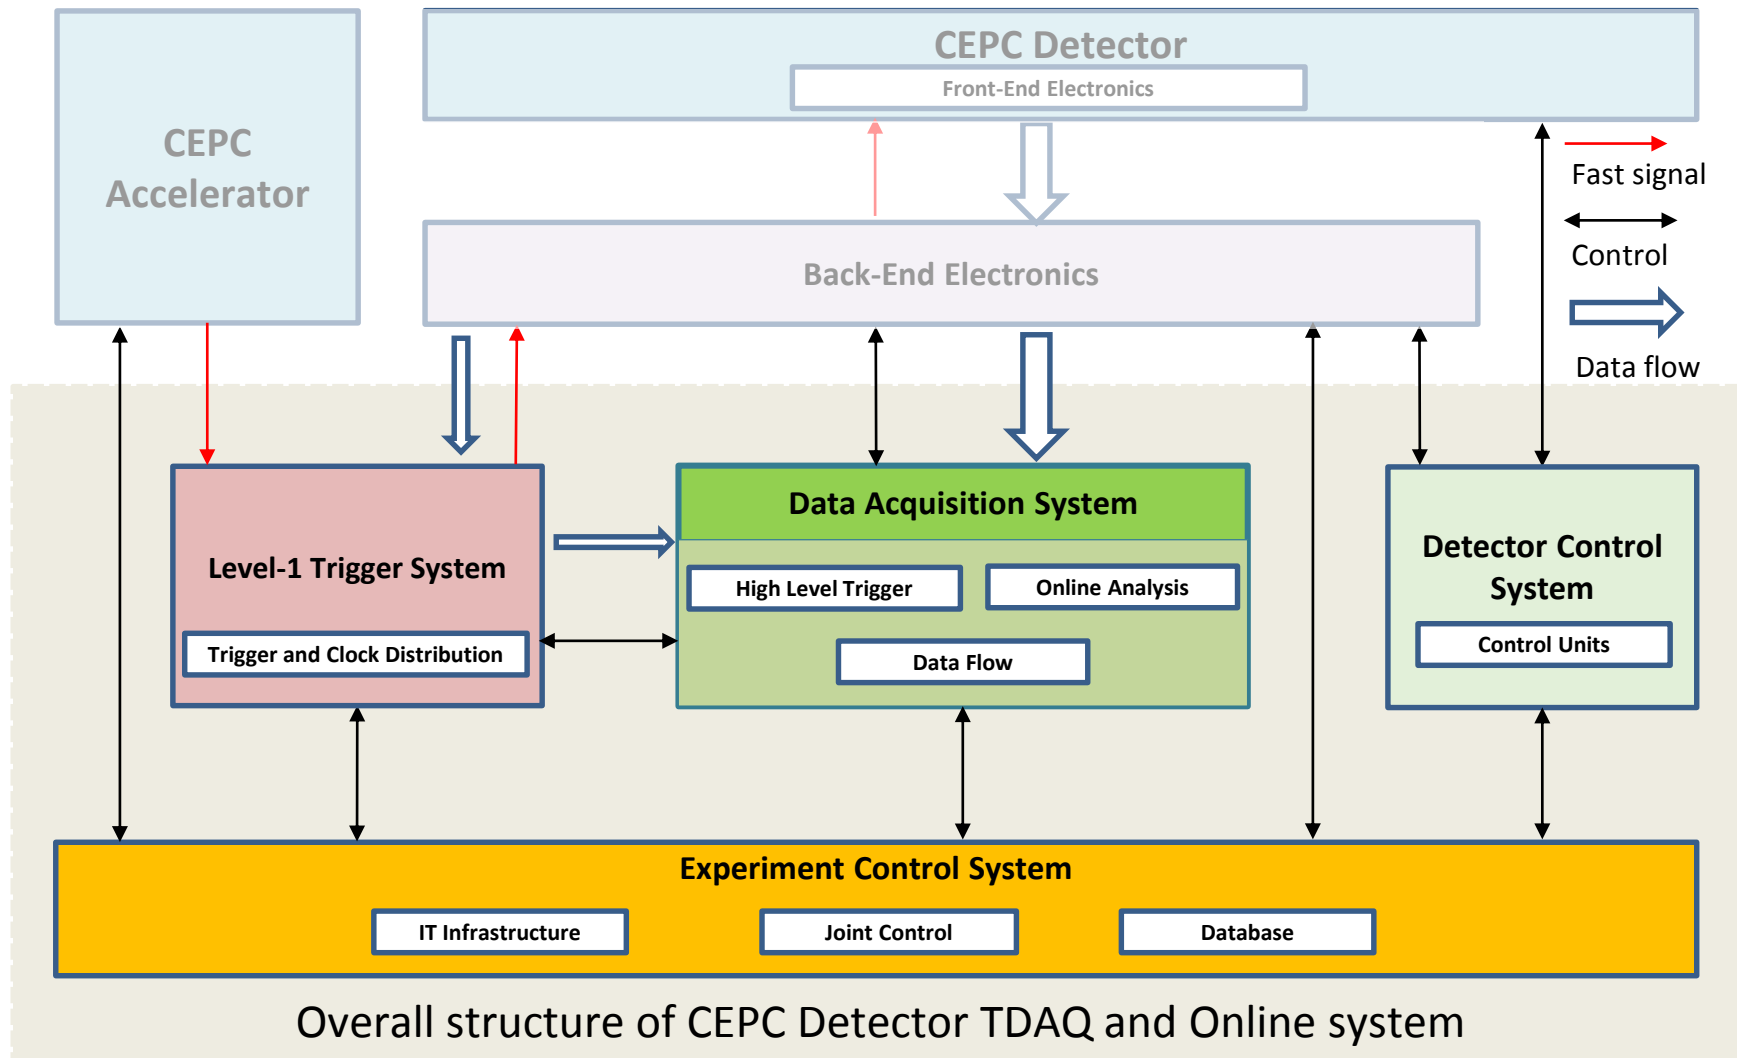 CEPC Detector
Front-End Electronics
CEPC
Accelerator
Fast signal
Control
Data flow
Back-End Electronics
Level-1 Trigger System
Trigger and Clock Distribution
Data Acquisition System
High Level Trigger
Online Analysis
Data Flow
Detector Control
System
Control Units
Experiment Control System
IT Infrastructure
Joint Control
Database
Overall structure of CEPC Detector TDAQ and Online system